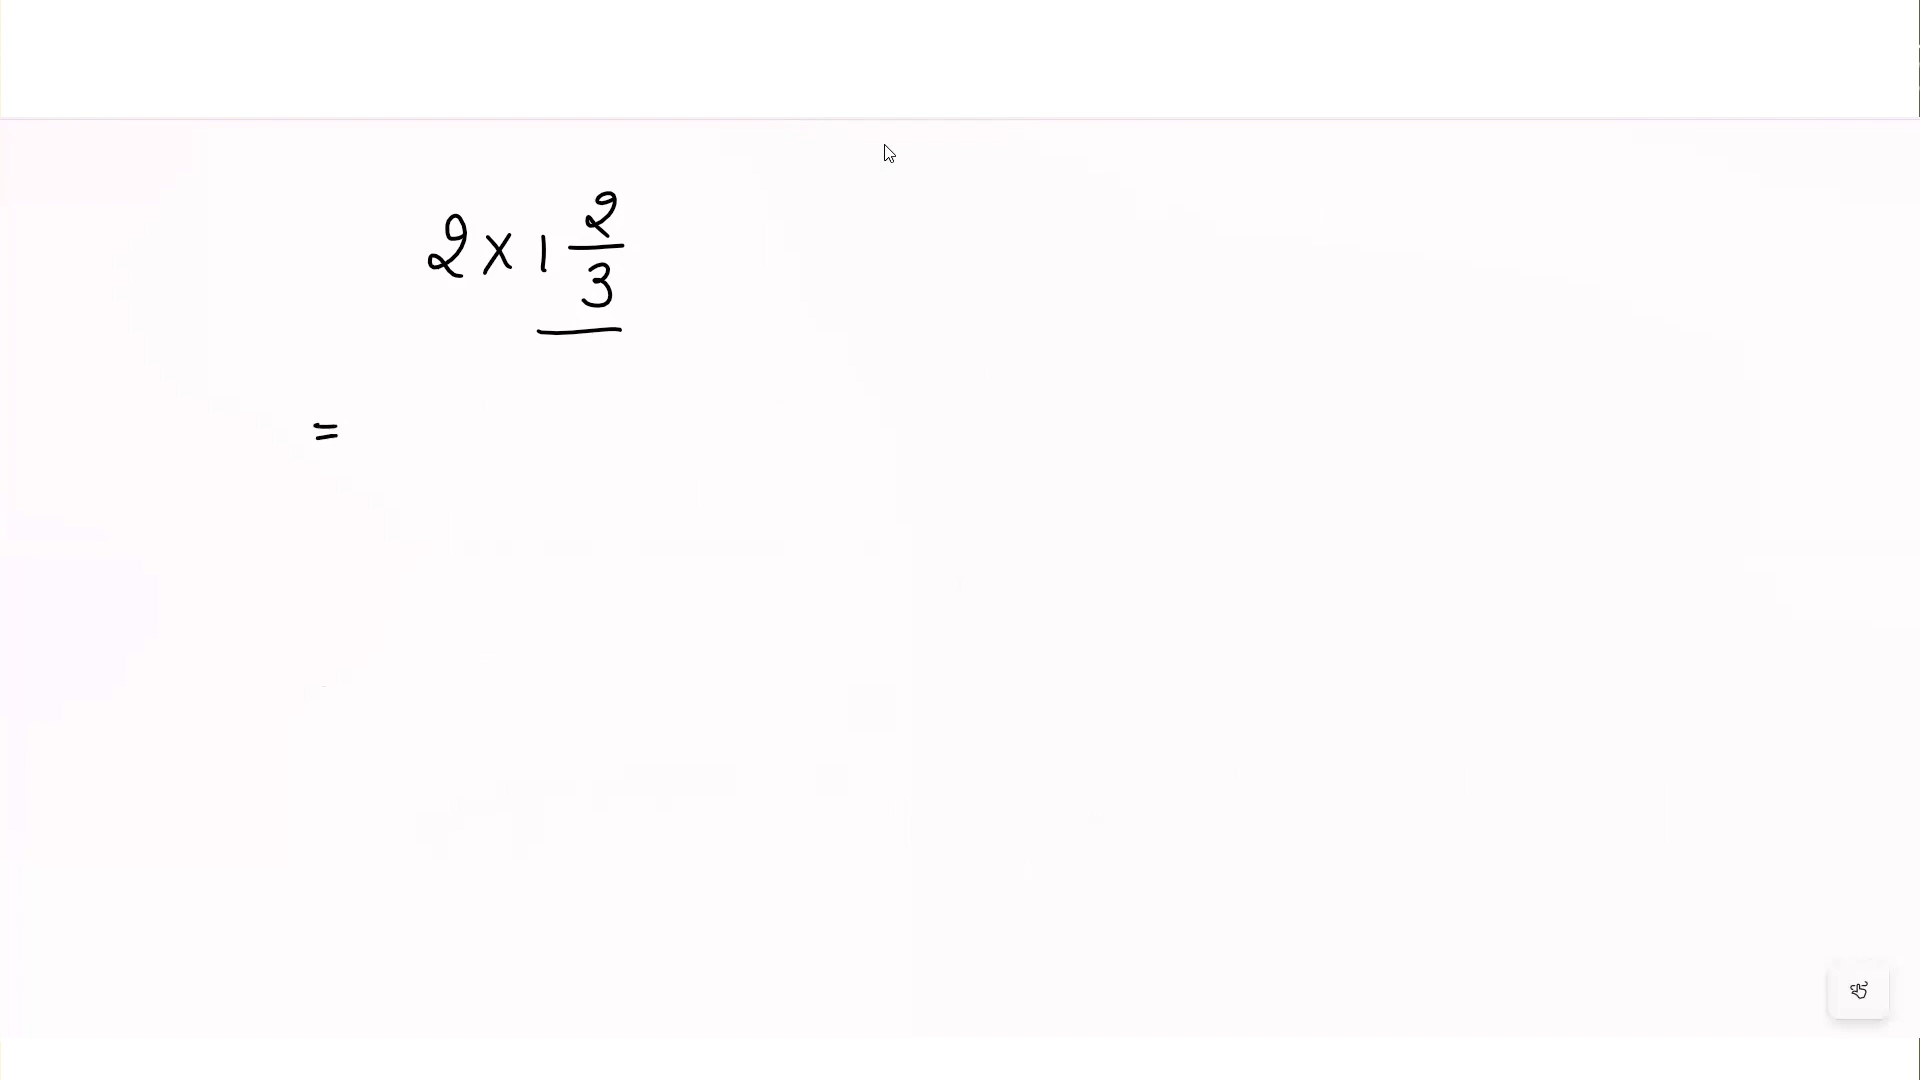 2 × 1 2/3
=